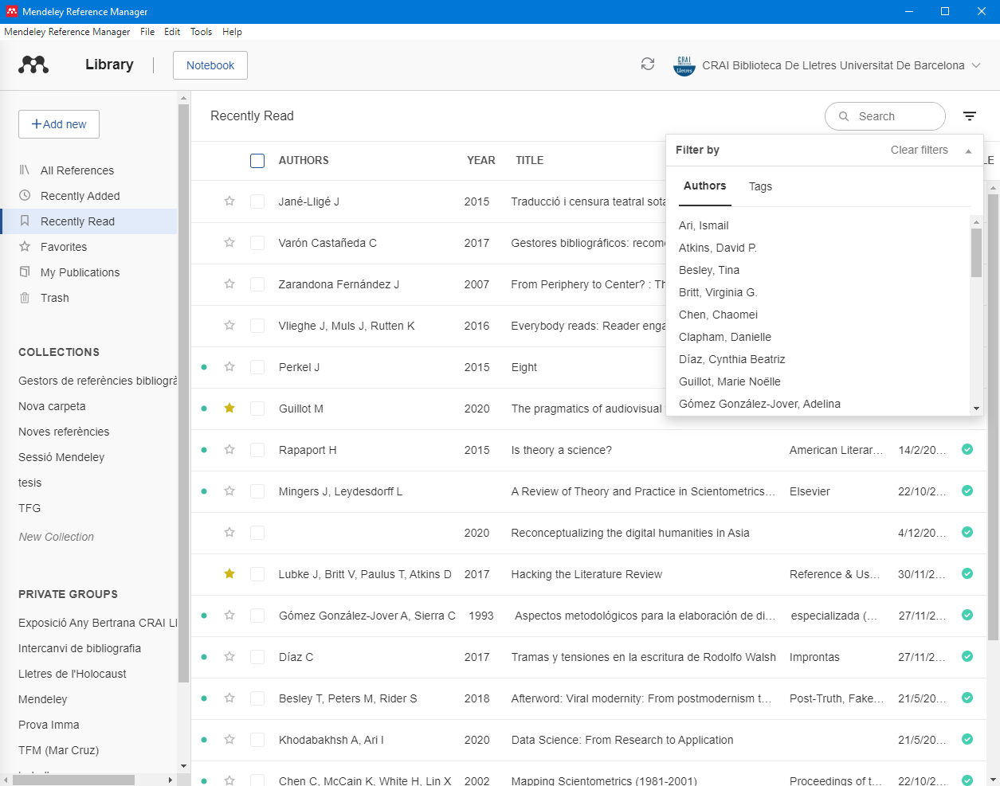 Mendeley Reference Manager
Mendeley Reference Manager File Edit Tools Help
Library Notebook
CRAI Lletres
CRAI Biblioteca De Lletres Universitat De Barcelona
+Add new
All References
Recently Added
Recently Read
Favorites
My Publications
Trash
COLLECTIONS
Gestors de referències bibliogrà
Nova carpeta
Noves referències
Sessió Mendeley
tesis
TFG
New Collection
PRIVATE GROUPS
Exposició Any Bertrana CRAI Ll
Intercanvi de bibliografia
Lletres de l'Holocaust
Mendeley
Prova Imma
TFM (Mar Cruz)
Recently Read
Search
AUTHORS YEAR TITLE LE
Jané-Lligé J 2015 Traducció i censura teatral sota
Varón Castañeda C 2017 Gestores bibliográficos: recom
Zarandona Fernández J 2007 From Periphery to Center? : Th
Vlieghe J, Muls J, Rutten K 2016 Everybody reads: Reader enga
Perkel J 2015 Eight
Guillot M 2020 The pragmatics of audiovisual
Rapaport H 2015 Is theory a science? American Literar... 14/2/20...
Mingers J, Leydesdorff L A Review of Theory and Practice in Scientometrics... Elsevier 22/10/2...
2020 Reconceptualizing the digital humanities in Asia 4/12/20...
Lubke J, Britt V, Paulus T, Atkins D 2017 Hacking the Literature Review Reference & Us... 30/11/2...
Gómez González-Jover A, Sierra C 1993 Aspectos metodológicos para la elaboración de di... especializada (... 27/11/2...
Díaz C 2017 Tramas y tensiones en la escritura de Rodolfo Walsh Improntas 27/11/2...
Besley T, Peters M, Rider S 2018 Afterword: Viral modernity: From postmodernism t... Post-Truth, Fake... 21/5/20...
Khodabakhsh A, Ari I 2020 Data Science: From Research to Application 21/5/20...
Chen C, McCain K, White H, Lin X 2002 Mapping Scientometrics (1981-2001) Proceedings of t... 22/10/2...
Filter by Clear filters
Authors Tags
Ari, Ismail
Atkins, David P.
Besley, Tina
Britt, Virginia G.
Chen, Chaomei
Clapham, Danielle
Díaz, Cynthia Beatriz
Guillot, Marie Noëlle
Gómez González-Jover, Adelina